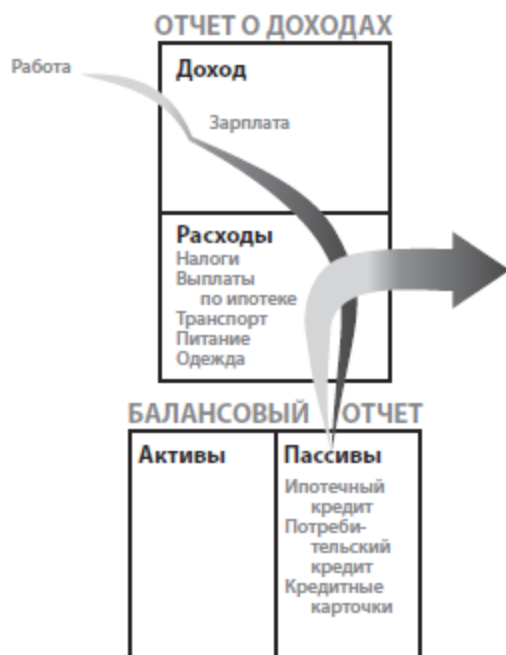 ОТЧЕТ О ДОХОДАХ
Работа
Доход
Зарплата
Расходы
Налоги
Выплаты
по ипотеке
Транспорт
Питание
Одежда
БАЛАНСОВЫЙ ОТЧЕТ
Активы
Пассивы
Ипотечный
кредит
Потреби-
тельский
кредит
Кредитные
карточки